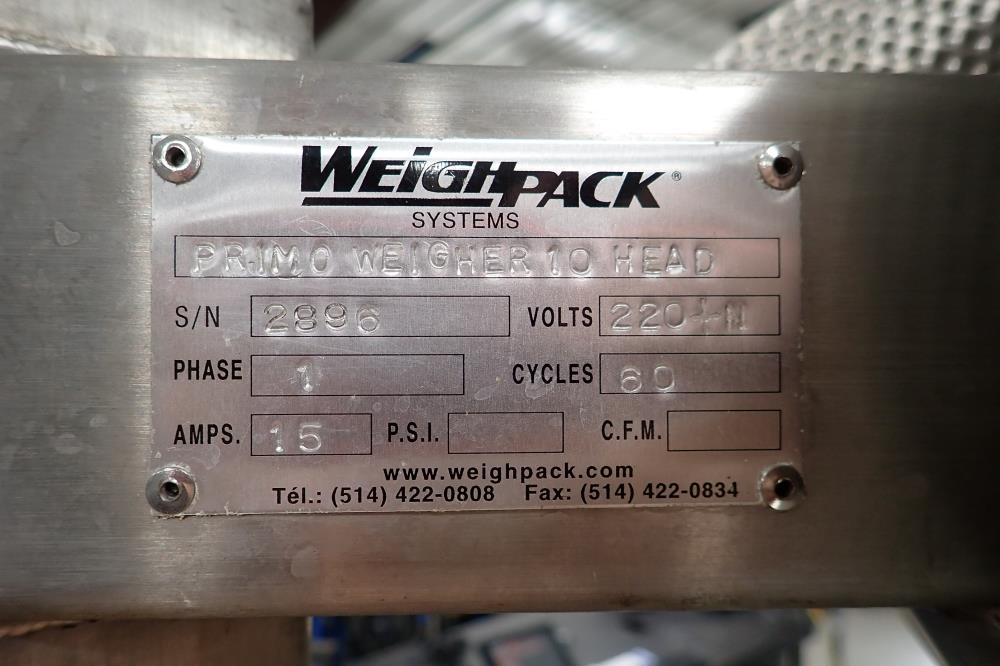 WEIGHPACK®
SYSTEMS
PRIMO WEIGHER 10 HEAD
S/N 2896 VOLTS 220+N
PHASE 1 CYCLES 60
AMPS. 15 P.S.I. C.F.M.
www.weighpack.com
Tél.: (514) 422-0808 Fax: (514) 422-0834